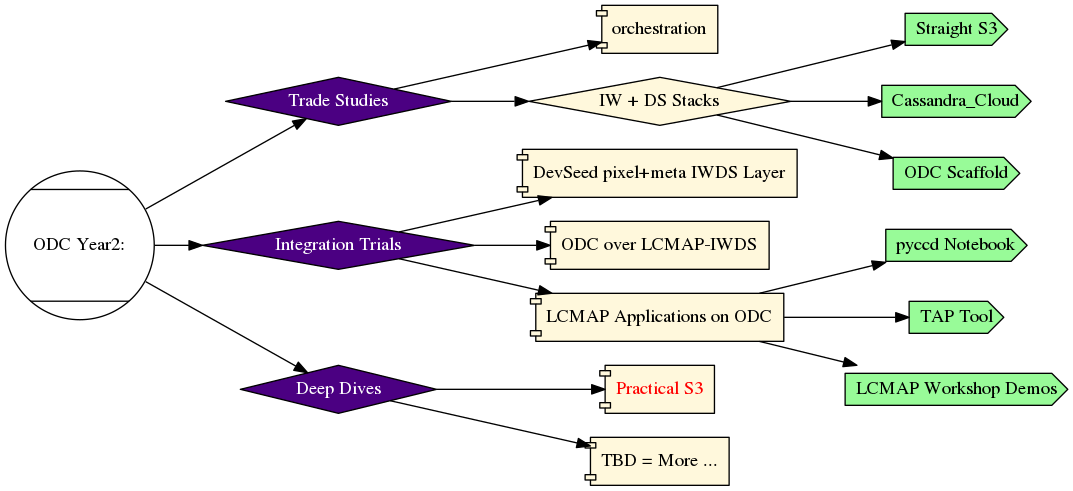 ODC Year2:
Trade Studies
orchestration
IW + DS Stacks
Straight S3
Cassandra_Cloud
ODC Scaffold
Integration Trials
DevSeed pixel+meta IWDS Layer
ODC over LCMAP-IWDS
LCMAP Applications on ODC
pyccd Notebook
TAP Tool
LCMAP Workshop Demos
Deep Dives
Practical S3
TBD = More ...